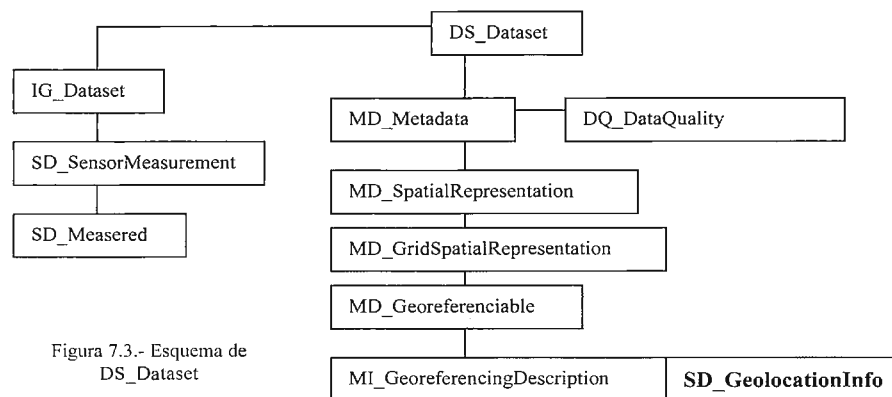 DS_Dataset
IG_Dataset
MD_Metadata
DQ_DataQuality
SD_SensorMeasurement
MD_SpatialRepresentation
SD_Measered
MD_GridSpatialRepresentation
MD_Georeferenciable
Figura 7.3.- Esquema de
DS_Dataset
MI_GeoreferencingDescription
SD_GeolocationInfo